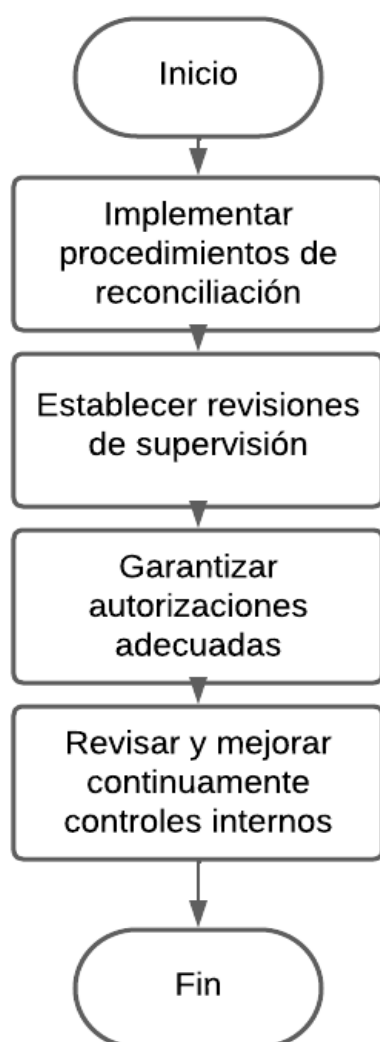 Inicio
Implementar
procedimientos de
reconciliación
Establecer revisiones
de supervisión
Garantizar
autorizaciones
adecuadas
Revisar y mejorar
continuamente
controles internos
Fin